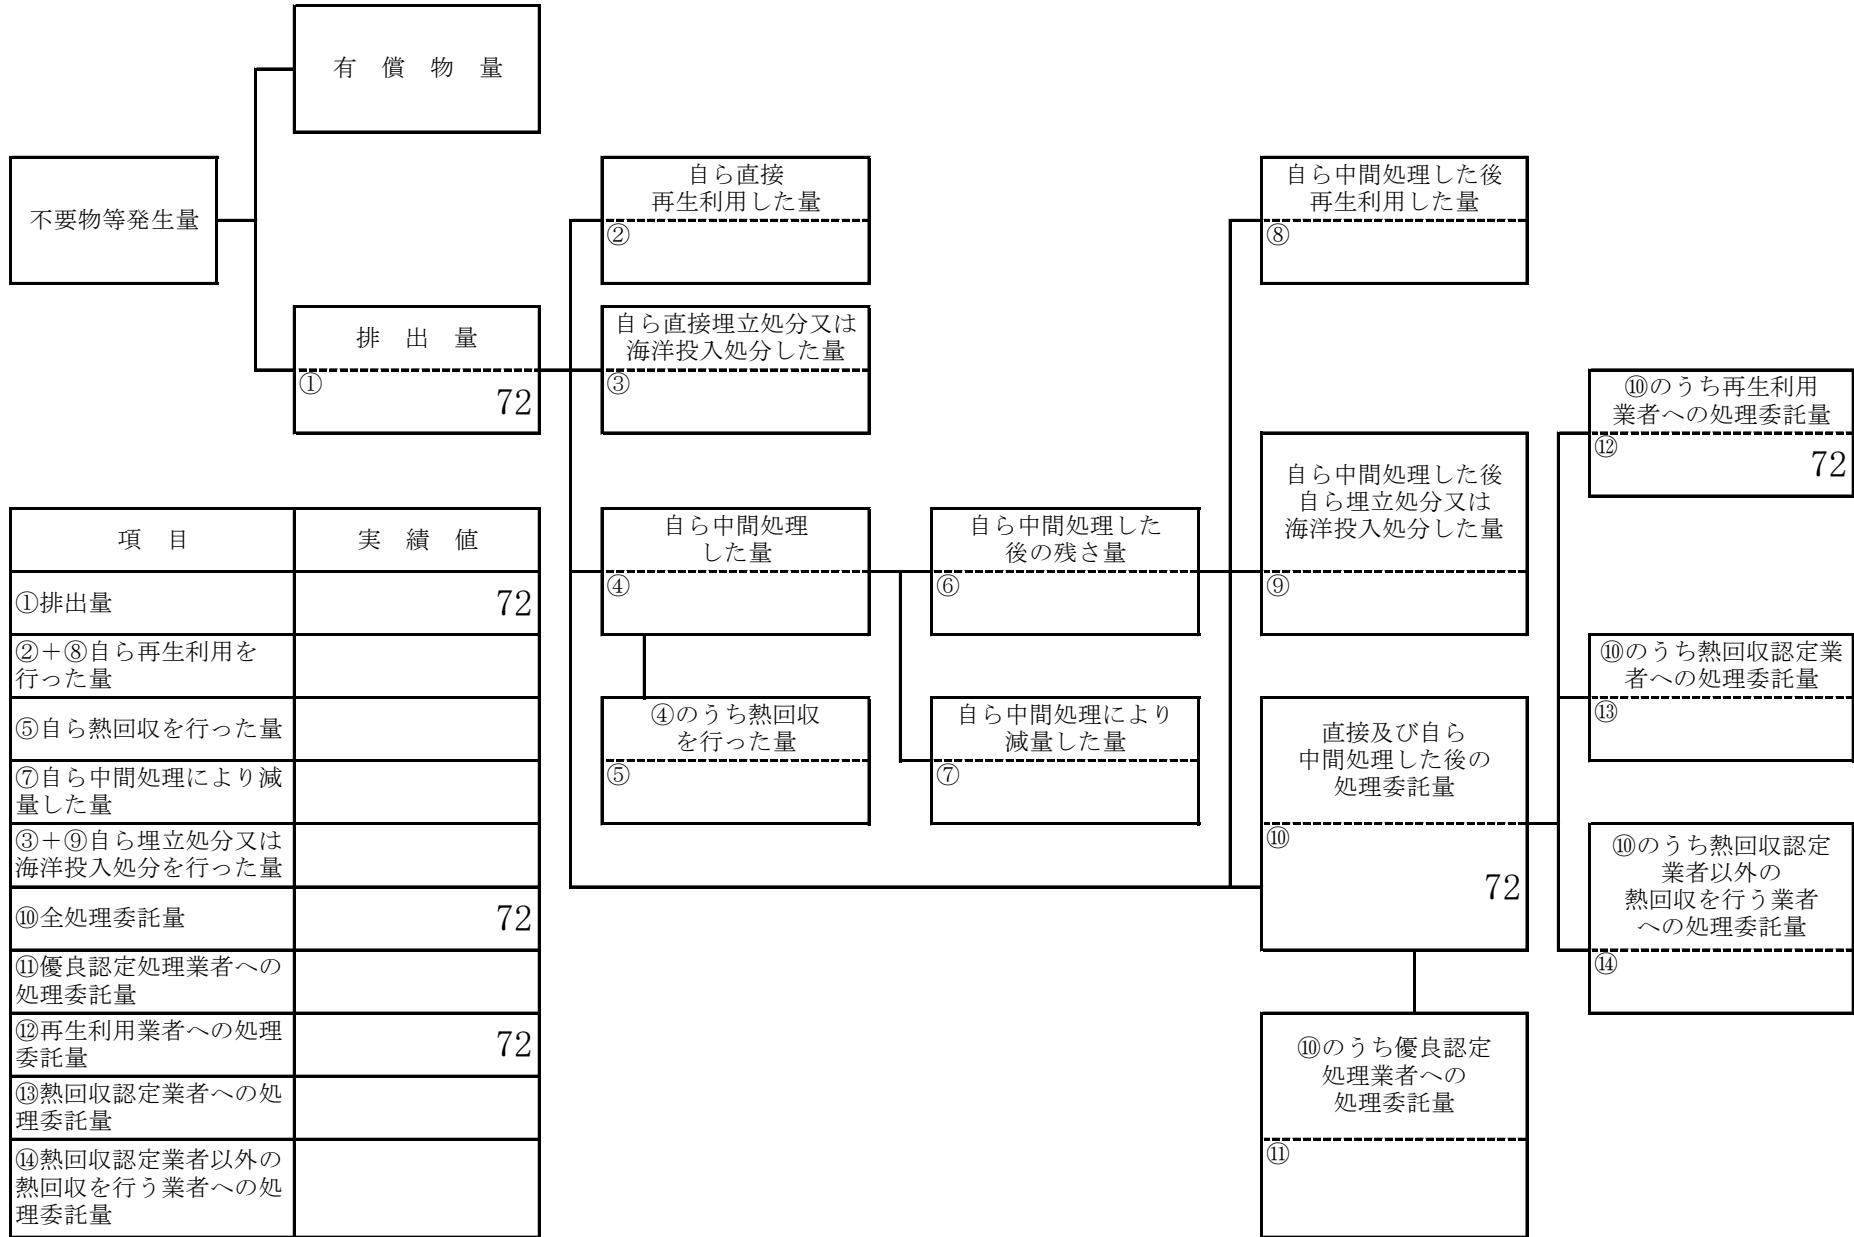 有　償　物　量
不要物等発生量
排　出　量
①
72
自ら直接
再生利用した量
②
自ら直接埋立処分又は
海洋投入処分した量
③
自ら中間処理
した量
④
④のうち熱回収
を行った量
⑤
自ら中間処理した
後の残さ量
⑥
自ら中間処理により
減量した量
⑦
自ら中間処理した後
再生利用した量
⑧
自ら中間処理した後
自ら埋立処分又は
海洋投入処分した量
⑨
直接及び自ら
中間処理した後の
処理委託量
⑩
72
⑩のうち優良認定
処理業者への
処理委託量
⑪
⑩のうち再生利用
業者への処理委託量
⑫
72
⑩のうち熱回収認定業
者への処理委託量
⑬
⑩のうち熱回収認定
業者以外の
熱回収を行う業者
への処理委託量
⑭
項　目
実　績　値
①排出量
72
②＋⑧自ら再生利用を
行った量
⑤自ら熱回収を行った量
⑦自ら中間処理により減
量した量
③＋⑨自ら埋立処分又は
海洋投入処分を行った量
⑩全処理委託量
72
⑪優良認定処理業者への
処理委託量
⑫再生利用業者への処理
委託量
72
⑬熱回収認定業者への処
理委託量
⑭熱回収認定業者以外の
熱回収を行う業者への処
理委託量